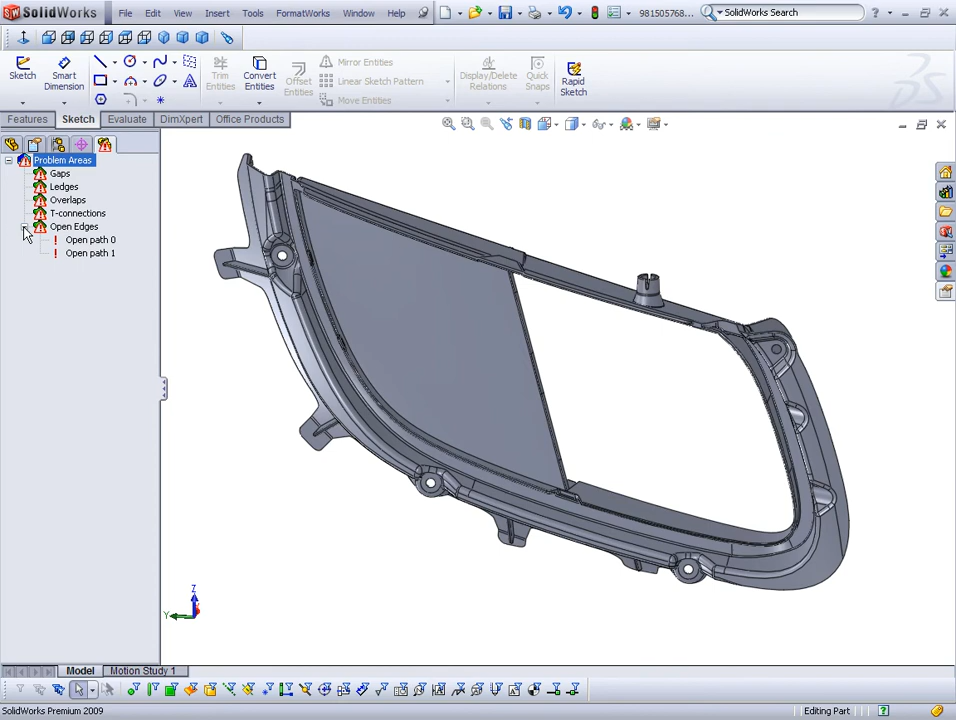 SW SolidWorks File Edit View Insert Tools FormatWorks Window Help 981505768... SolidWorks Search ?
Sketch Smart Dimension Trim Entities Convert Entities Offset Entities Mirror Entities Linear Sketch Pattern Move Entities Display/Delete Relations Quick Snaps Rapid Sketch
Features Sketch Evaluate DimXpert Office Products
Problem Areas
Gaps
Ledges
Overlaps
T-connections
Open Edges
Open path 0
Open path 1
Z
Y
Model Motion Study 1
SolidWorks Premium 2009 Editing Part ?